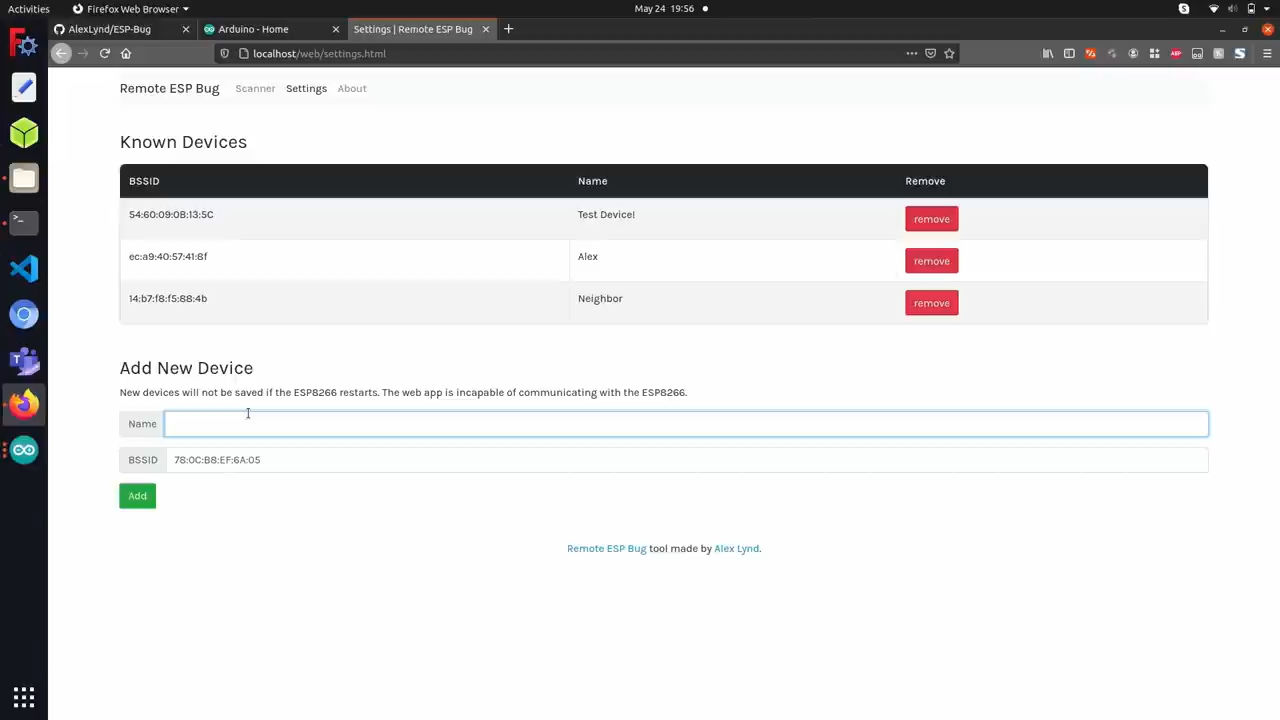 Activities Firefox Web Browser May 24 19:56
AlexLynd/ESP-Bug Arduino - Home Settings | Remote ESP Bug
localhost/web/settings.html
Remote ESP Bug Scanner Settings About
Known Devices
BSSID Name Remove
54:60:09:0B:13:5C Test Device! remove
ec:a9:40:57:41:8f Alex remove
14:b7:f8:f5:88:4b Neighbor remove
Add New Device
New devices will not be saved if the ESP8266 restarts. The web app is incapable of communicating with the ESP8266.
Name
BSSID 78:0C:B8:EF:6A:05
Add
Remote ESP Bug tool made by Alex Lynd.